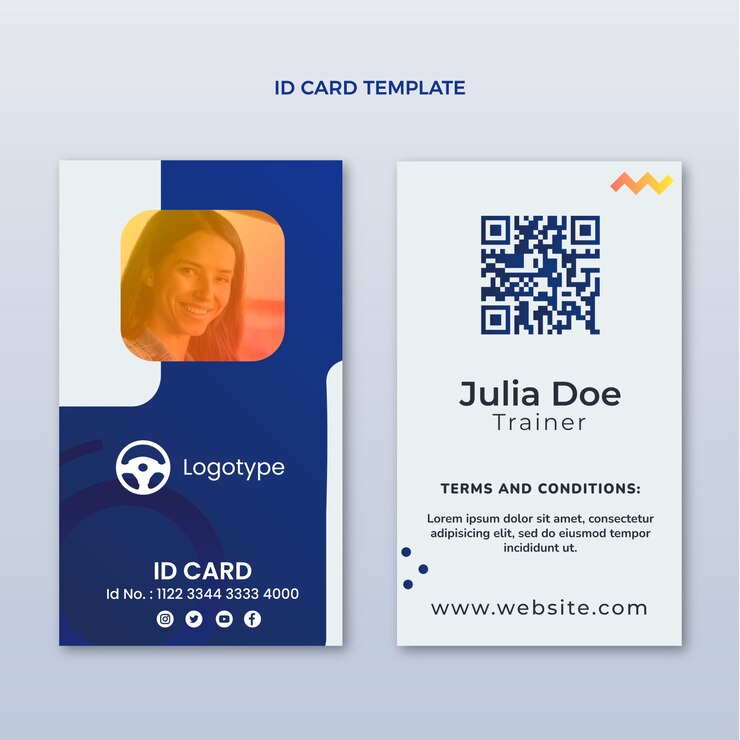 ID CARD TEMPLATE
Logotype
ID CARD
Id No. : 1122 3344 3333 4000
Julia Doe
Trainer
TERMS AND CONDITIONS:
Lorem ipsum dolor sit amet, consectetur
adipisicing elit, sed do eiusmod tempor
incididunt ut.
www.website.com